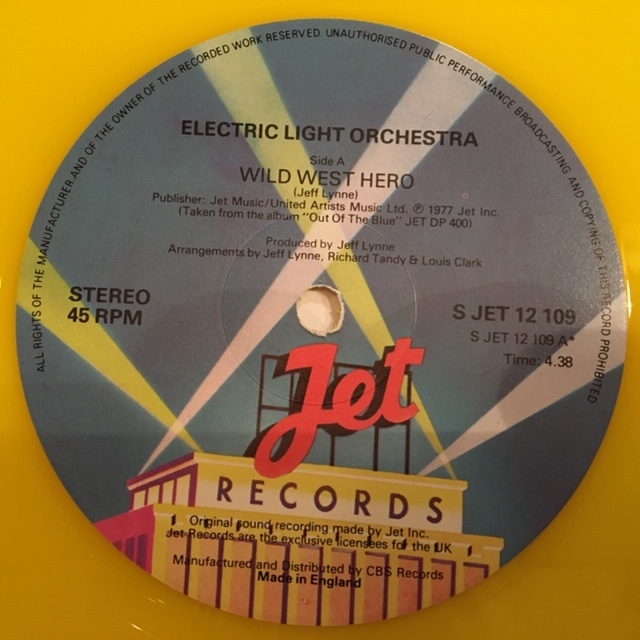 ALL RIGHTS OF THE MANUFACTURER AND OF THE OWNER OF THE RECORDED WORK RESERVED UNAUTHORISED PUBLIC PERFORMANCE BROADCASTING AND COPYING OF THIS RECORD PROHIBITED
ELECTRIC LIGHT ORCHESTRA
Side A
WILD WEST HERO
(Jeff Lynne)
Publisher: Jet Music/United Artists Music Ltd. ℗ 1977 Jet Inc.
(Taken from the album "Out Of The Blue" JET DP 400)
Produced by Jeff Lynne
Arrangements by Jeff Lynne, Richard Tandy & Louis Clark
STEREO
45 RPM
S JET 12 109
S JET 12 109 A*
Time: 4.38
Jet
RECORDS
Original sound recording made by Jet Inc.
Jet Records are the exclusive licensees for the UK
Manufactured and Distributed by CBS Records
Made in England